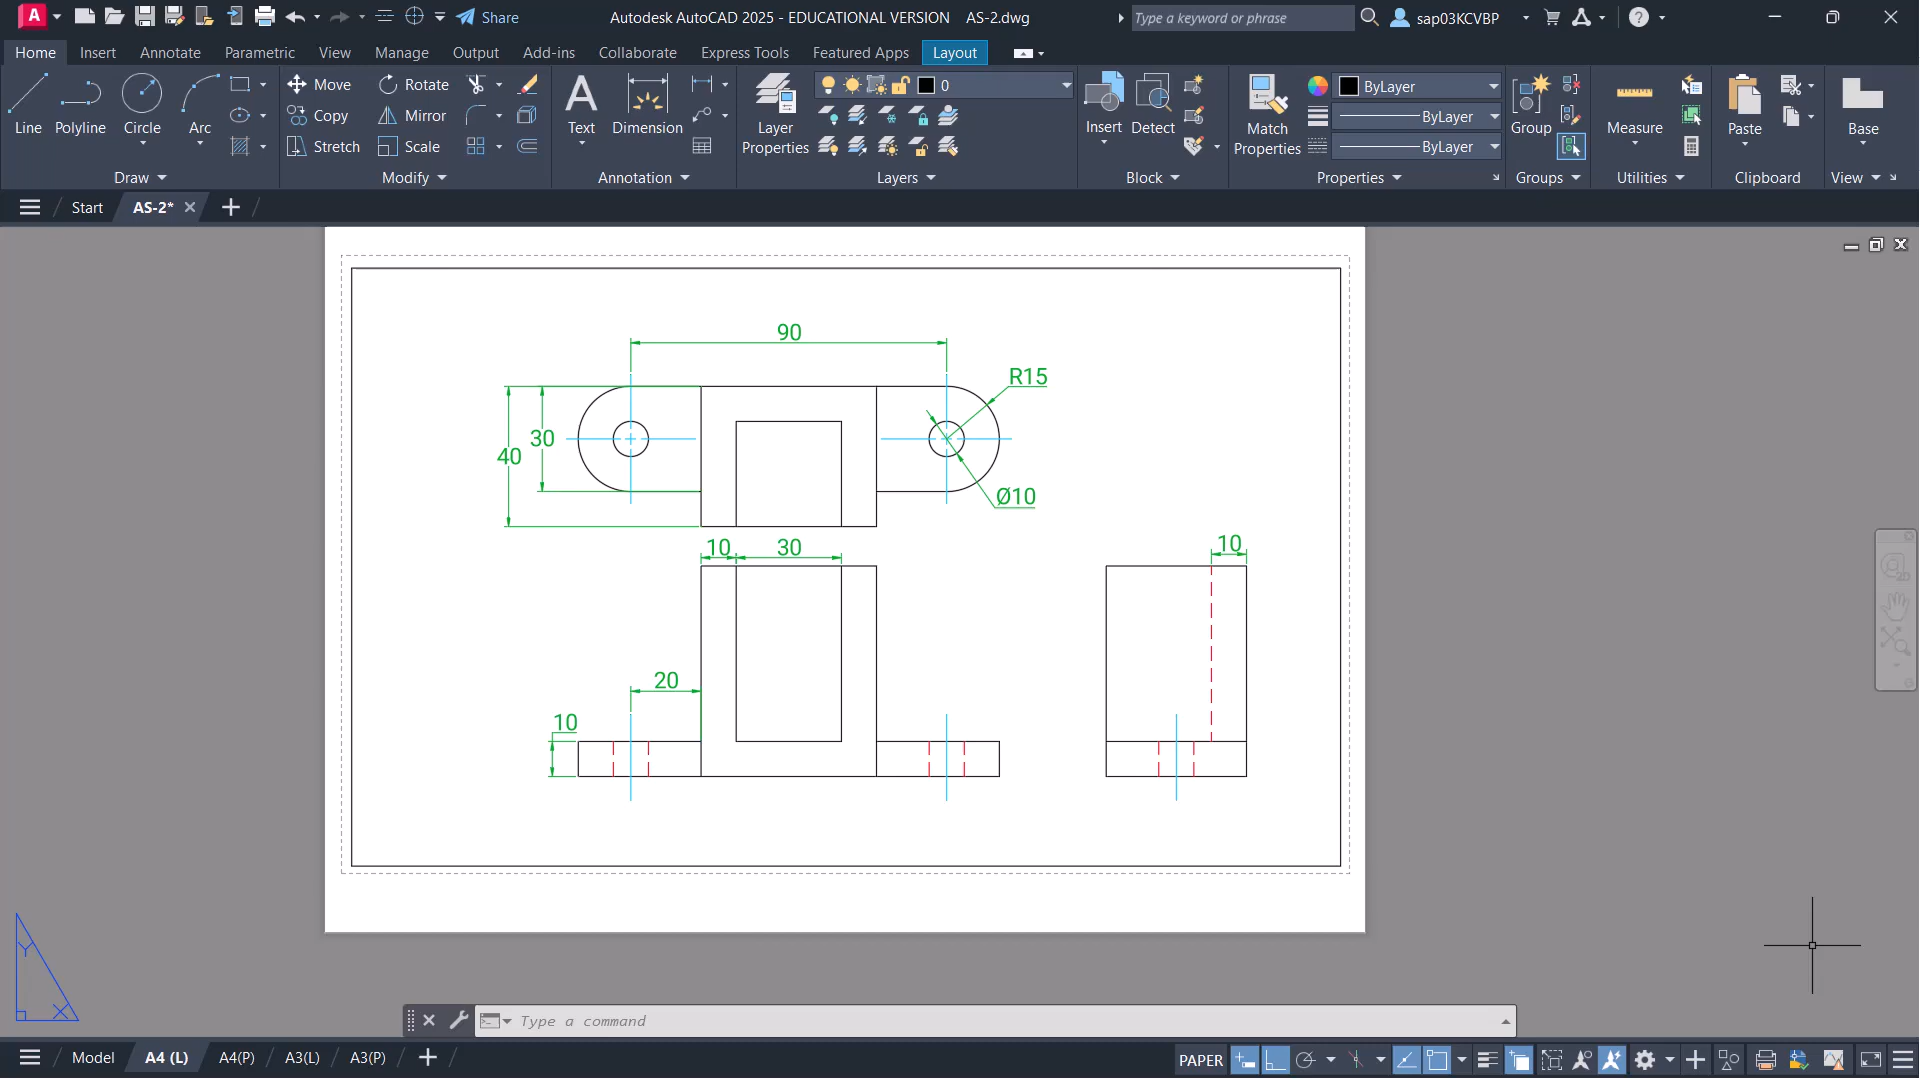 A Share Autodesk AutoCAD 2025 - EDUCATIONAL VERSION AS-2.dwg Type a keyword or phrase sap03KCVBP ?
Home Insert Annotate Parametric View Manage Output Add-ins Collaborate Express Tools Featured Apps Layout
Line Polyline Circle Arc
Move Rotate
Copy Mirror
Stretch Scale
A Text Dimension
Layer Properties
0
Insert Detect
Match Properties
ByLayer
ByLayer
ByLayer
Group
Measure
Paste
Base
Draw Modify Annotation Layers Block Properties Groups Utilities Clipboard View
Start AS-2*
90
R15
30
40
Ø10
10 30
10
20
10
2D
Y
X
Type a command
Model A4 (L) A4(P) A3(L) A3(P)
PAPER